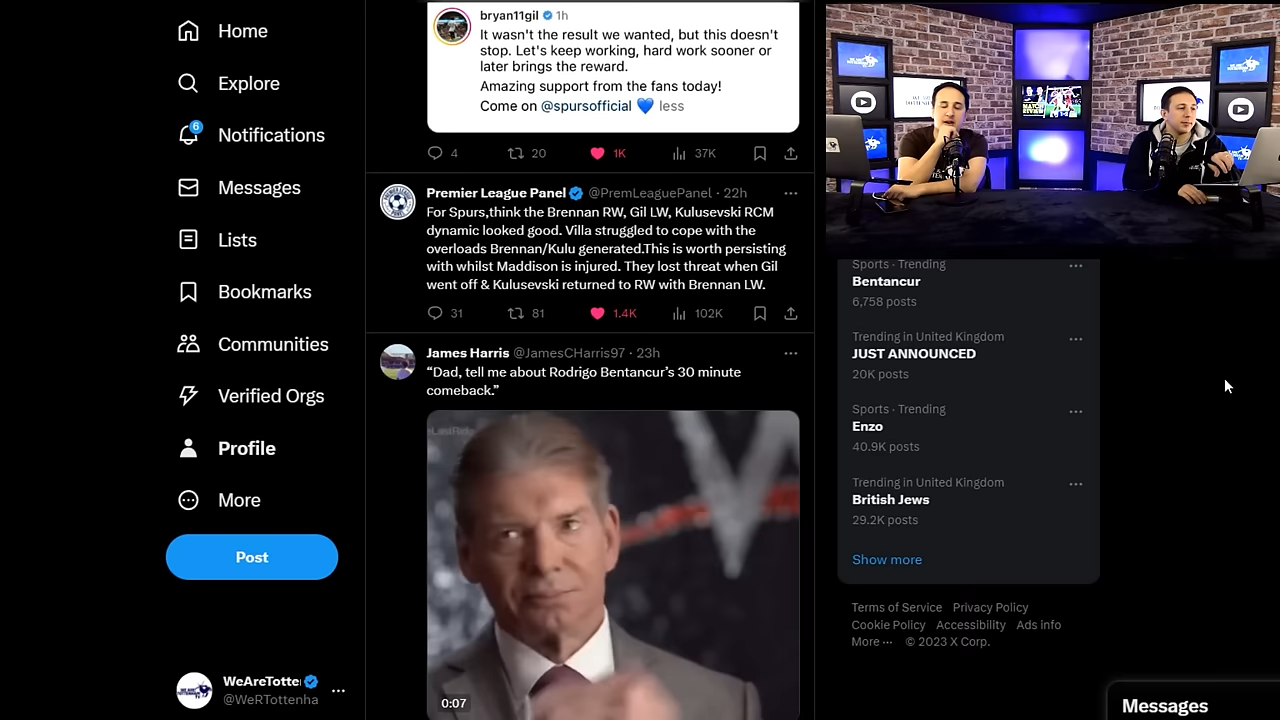 Home
Explore
6
Notifications
Messages
Lists
Bookmarks
Communities
Verified Orgs
Profile
More
Post
WeAreTotte
@WeRTottenha
bryan11gil 1h
It wasn't the result we wanted, but this doesn't
stop. Let's keep working, hard work sooner or
later brings the reward.
Amazing support from the fans today!
Come on @spursofficial 💙 less
4 20 1K 37K
Premier League Panel @PremLeaguePanel · 22h
For Spurs,think the Brennan RW, Gil LW, Kulusevski RCM
dynamic looked good. Villa struggled to cope with the
overloads Brennan/Kulu generated.This is worth persisting
with whilst Maddison is injured. They lost threat when Gil
went off & Kulusevski returned to RW with Brennan LW.
31 81 1.4K 102K
James Harris @JamesCHarris97 · 23h
“Dad, tell me about Rodrigo Bentancur’s 30 minute
comeback.”
0:07
Sports · Trending
Bentancur
6,758 posts
Trending in United Kingdom
JUST ANNOUNCED
20K posts
Sports · Trending
Enzo
40.9K posts
Trending in United Kingdom
British Jews
29.2K posts
Show more
Terms of Service Privacy Policy
Cookie Policy Accessibility Ads info
More ··· © 2023 X Corp.
Messages